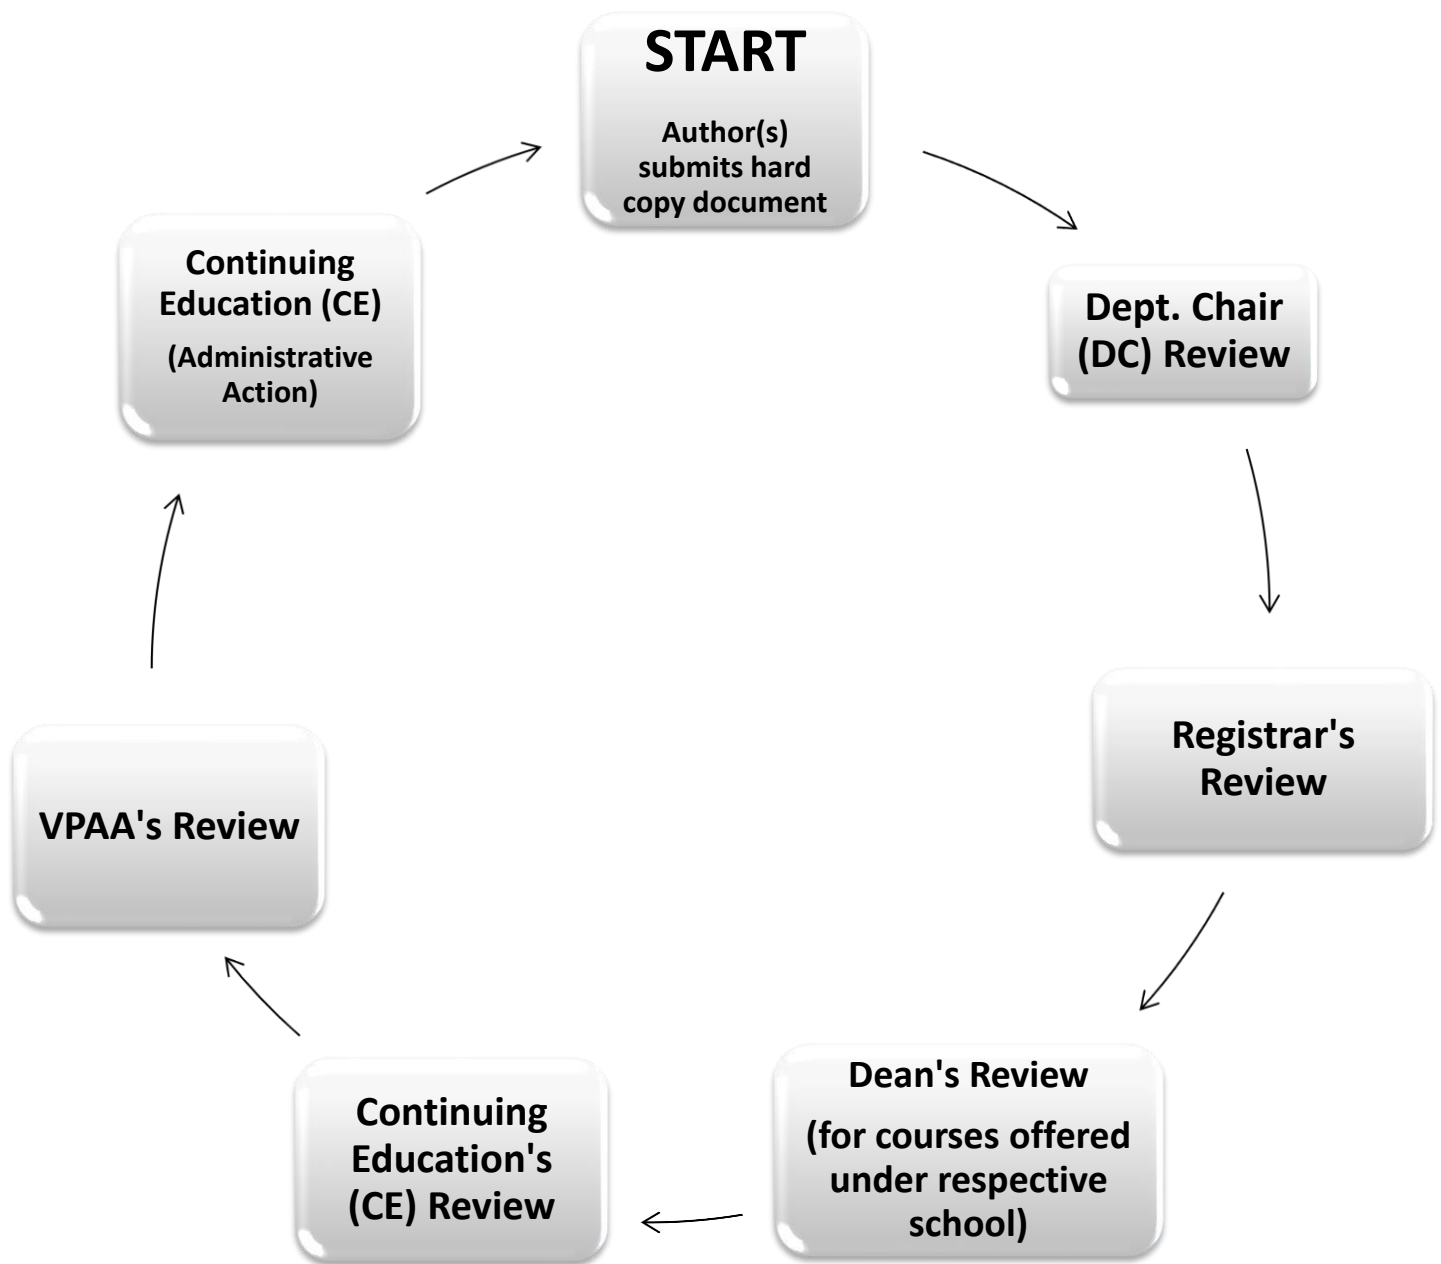 START
Author(s)
submits hard
copy document
Dept. Chair
(DC) Review
Registrar's
Review
Dean's Review
(for courses offered
under respective
school)
Continuing
Education's
(CE) Review
VPAA's Review
Continuing
Education (CE)
(Administrative
Action)